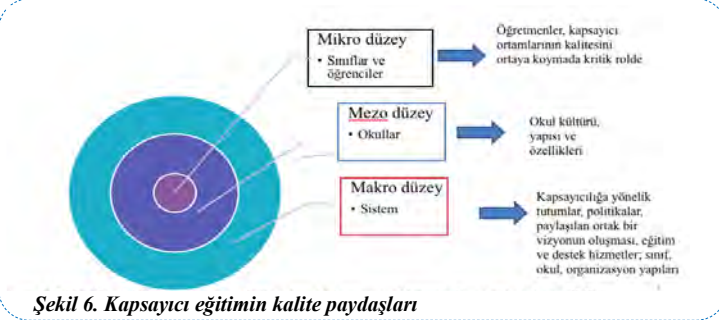 Mikro düzey
• Sınıflar ve
öğrenciler
Öğretmenler, kapsayıcı
ortamlarının kalitesini
ortaya koymada kritik rolde
Mezo düzey
• Okullar
Okul kültürü,
yapısı ve
özellikleri
Makro düzey
• Sistem
Kapsayıcılığa yönelik
tutumlar, politikalar,
paylaşılan ortak bir
vizyonun oluşması, eğitim
ve destek hizmetler; sınıf,
okul, organizasyon yapıları
Şekil 6. Kapsayıcı eğitimin kalite paydaşları